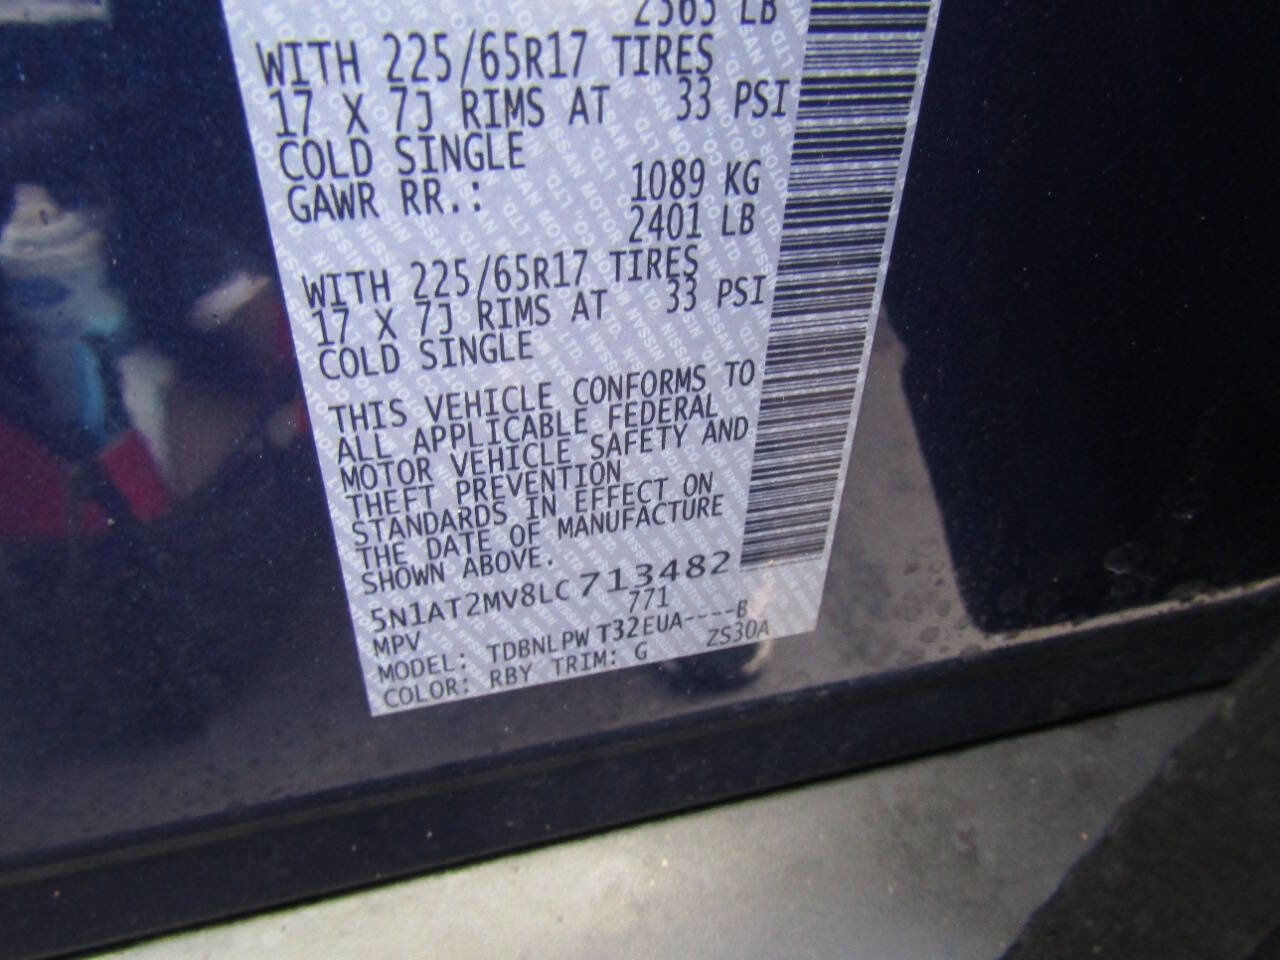 2363 LB
WITH 225/65R17 TIRES
17 X 7J RIMS AT 33 PSI
COLD SINGLE
GAWR RR.: 1089 KG
2401 LB
WITH 225/65R17 TIRES
17 X 7J RIMS AT 33 PSI
COLD SINGLE
THIS VEHICLE CONFORMS TO
ALL APPLICABLE FEDERAL
MOTOR VEHICLE SAFETY AND
THEFT PREVENTION
STANDARDS IN EFFECT ON
THE DATE OF MANUFACTURE
SHOWN ABOVE.
5N1AT2MV8LC713482
MPV 771
MODEL: TDBNLPWT32EUA----B
COLOR: RBY TRIM: G ZS30A